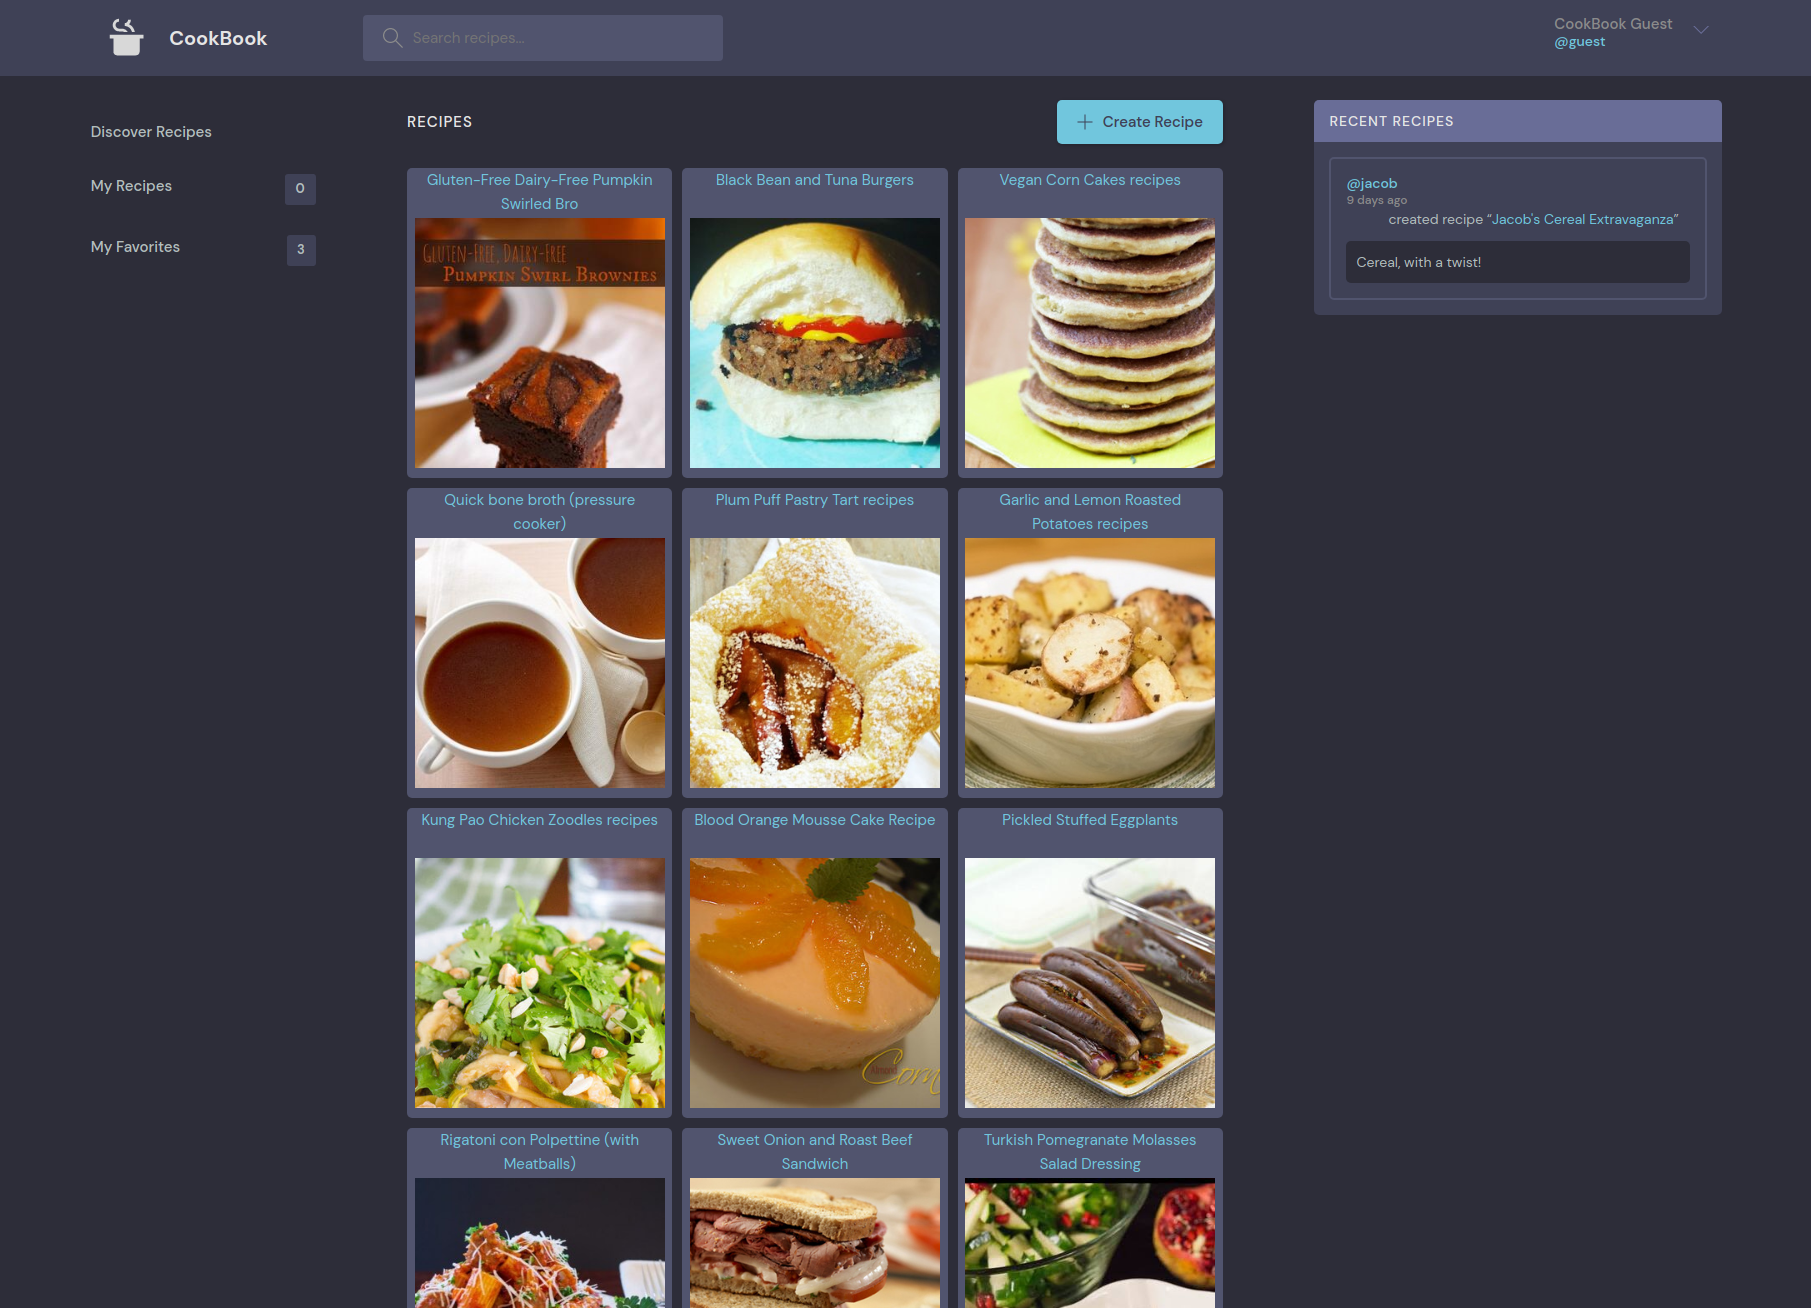 CookBook
Search recipes...
CookBook Guest
@guest
Discover Recipes
My Recipes
0
My Favorites
3
RECIPES
Create Recipe
Gluten-Free Dairy-Free Pumpkin
Swirled Bro
GLUTEN-FREE, DAIRY-FREE
PUMPKIN SWIRL BROWNIES
Black Bean and Tuna Burgers
Vegan Corn Cakes recipes
Quick bone broth (pressure
cooker)
Plum Puff Pastry Tart recipes
Garlic and Lemon Roasted
Potatoes recipes
Kung Pao Chicken Zoodles recipes
Blood Orange Mousse Cake Recipe
Almond
Corn
Pickled Stuffed Eggplants
Rigatoni con Polpettine (with
Meatballs)
Sweet Onion and Roast Beef
Sandwich
Turkish Pomegranate Molasses
Salad Dressing
RECENT RECIPES
@jacob
9 days ago
created recipe “Jacob's Cereal Extravaganza”
Cereal, with a twist!